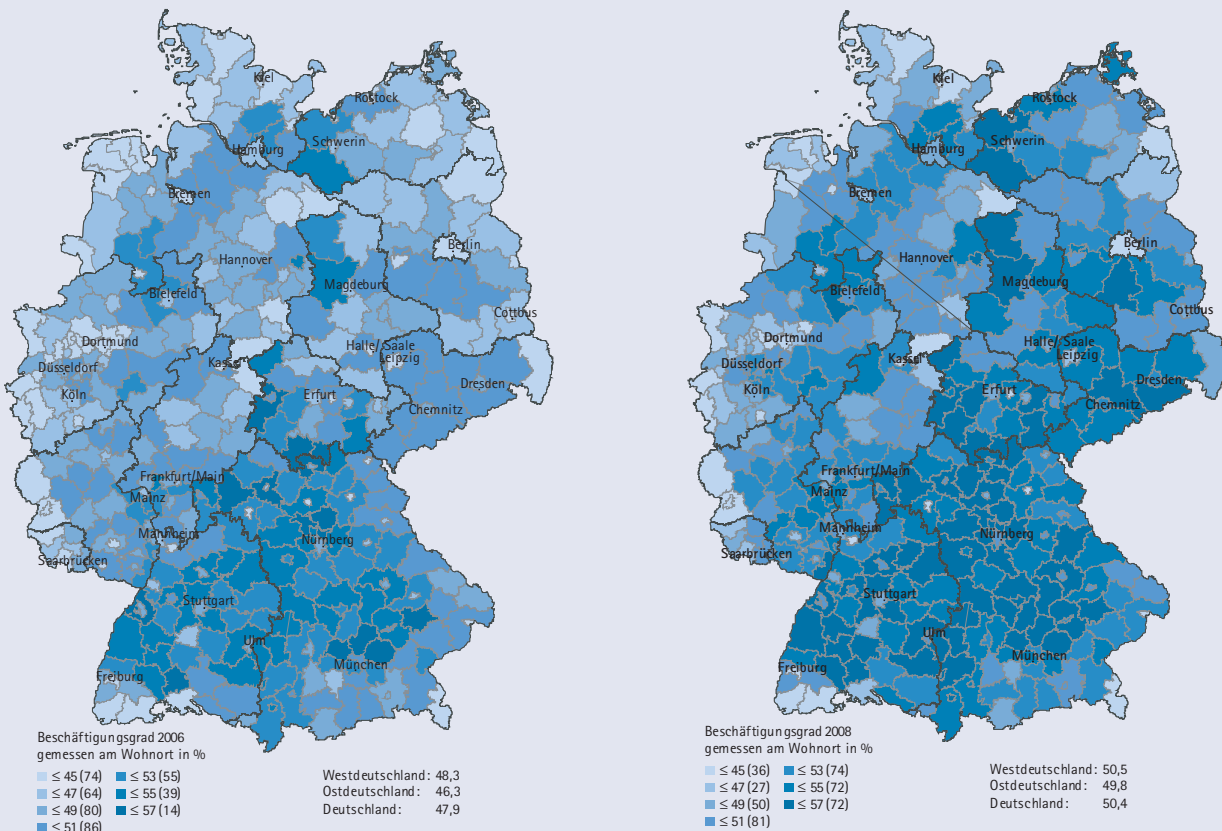 Kiel
Rostock
Schwerin
Hamburg
Bremen
Berlin
Hannover
Magdeburg
Bielefeld
Cottbus
Dortmund
Halle/Saale
Leipzig
Kassel
Düsseldorf
Dresden
Köln
Erfurt
Chemnitz
Frankfurt/Main
Mainz
Mannheim
Nürnberg
Saarbrücken
Stuttgart
Ulm
München
Freiburg
Beschäftigungsgrad 2006
gemessen am Wohnort in %
≤ 45 (74) ≤ 53 (55)
≤ 47 (64) ≤ 55 (39)
≤ 49 (80) ≤ 57 (14)
≤ 51 (86)
Westdeutschland: 48,3
Ostdeutschland: 46,3
Deutschland: 47,9
Kiel
Rostock
Schwerin
Hamburg
Bremen
Berlin
Hannover
Magdeburg
Bielefeld
Cottbus
Dortmund
Halle/Saale
Leipzig
Kassel
Düsseldorf
Dresden
Köln
Erfurt
Chemnitz
Frankfurt/Main
Mainz
Mannheim
Nürnberg
Saarbrücken
Stuttgart
Ulm
München
Freiburg
Beschäftigungsgrad 2008
gemessen am Wohnort in %
≤ 45 (36) ≤ 53 (74)
≤ 47 (27) ≤ 55 (72)
≤ 49 (50) ≤ 57 (72)
≤ 51 (81)
Westdeutschland: 50,5
Ostdeutschland: 49,8
Deutschland: 50,4